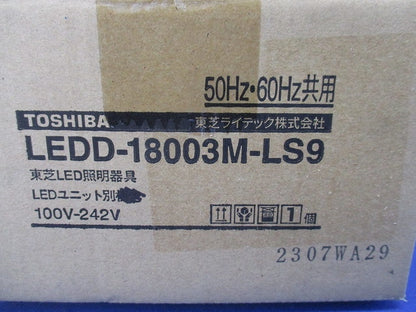 50Hz・60Hz共用
TOSHIBA 東芝ライテック株式会社
LEDD-18003M-LS9
東芝LED照明器具
LEDユニット別
100V-242V
1個
2307WA29